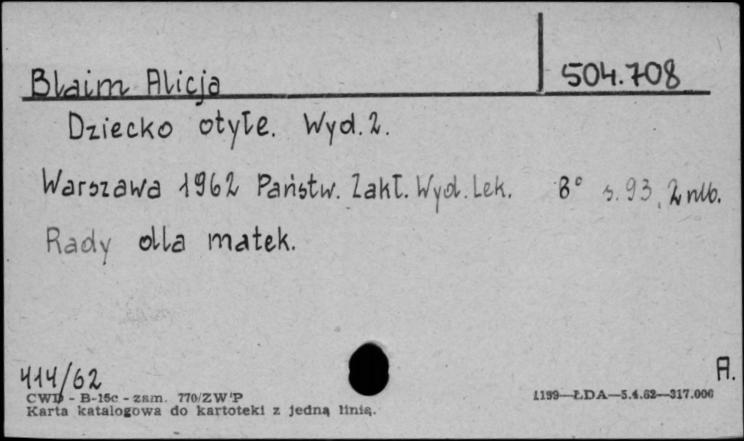 Blaim Alicja 504.708
Dziecko otyłe. Wyd. 2.
Warszawa 1962 Państw. Zakł. Wyd. Lek. 8° s. 93, 2 nlb.
Rady dla matek.
A.
414/62
CWD - B-15c - zam. 770/ZW'P 1199—ŁDA—5.4.62—317.000
Karta katalogowa do kartoteki z jedną linią.